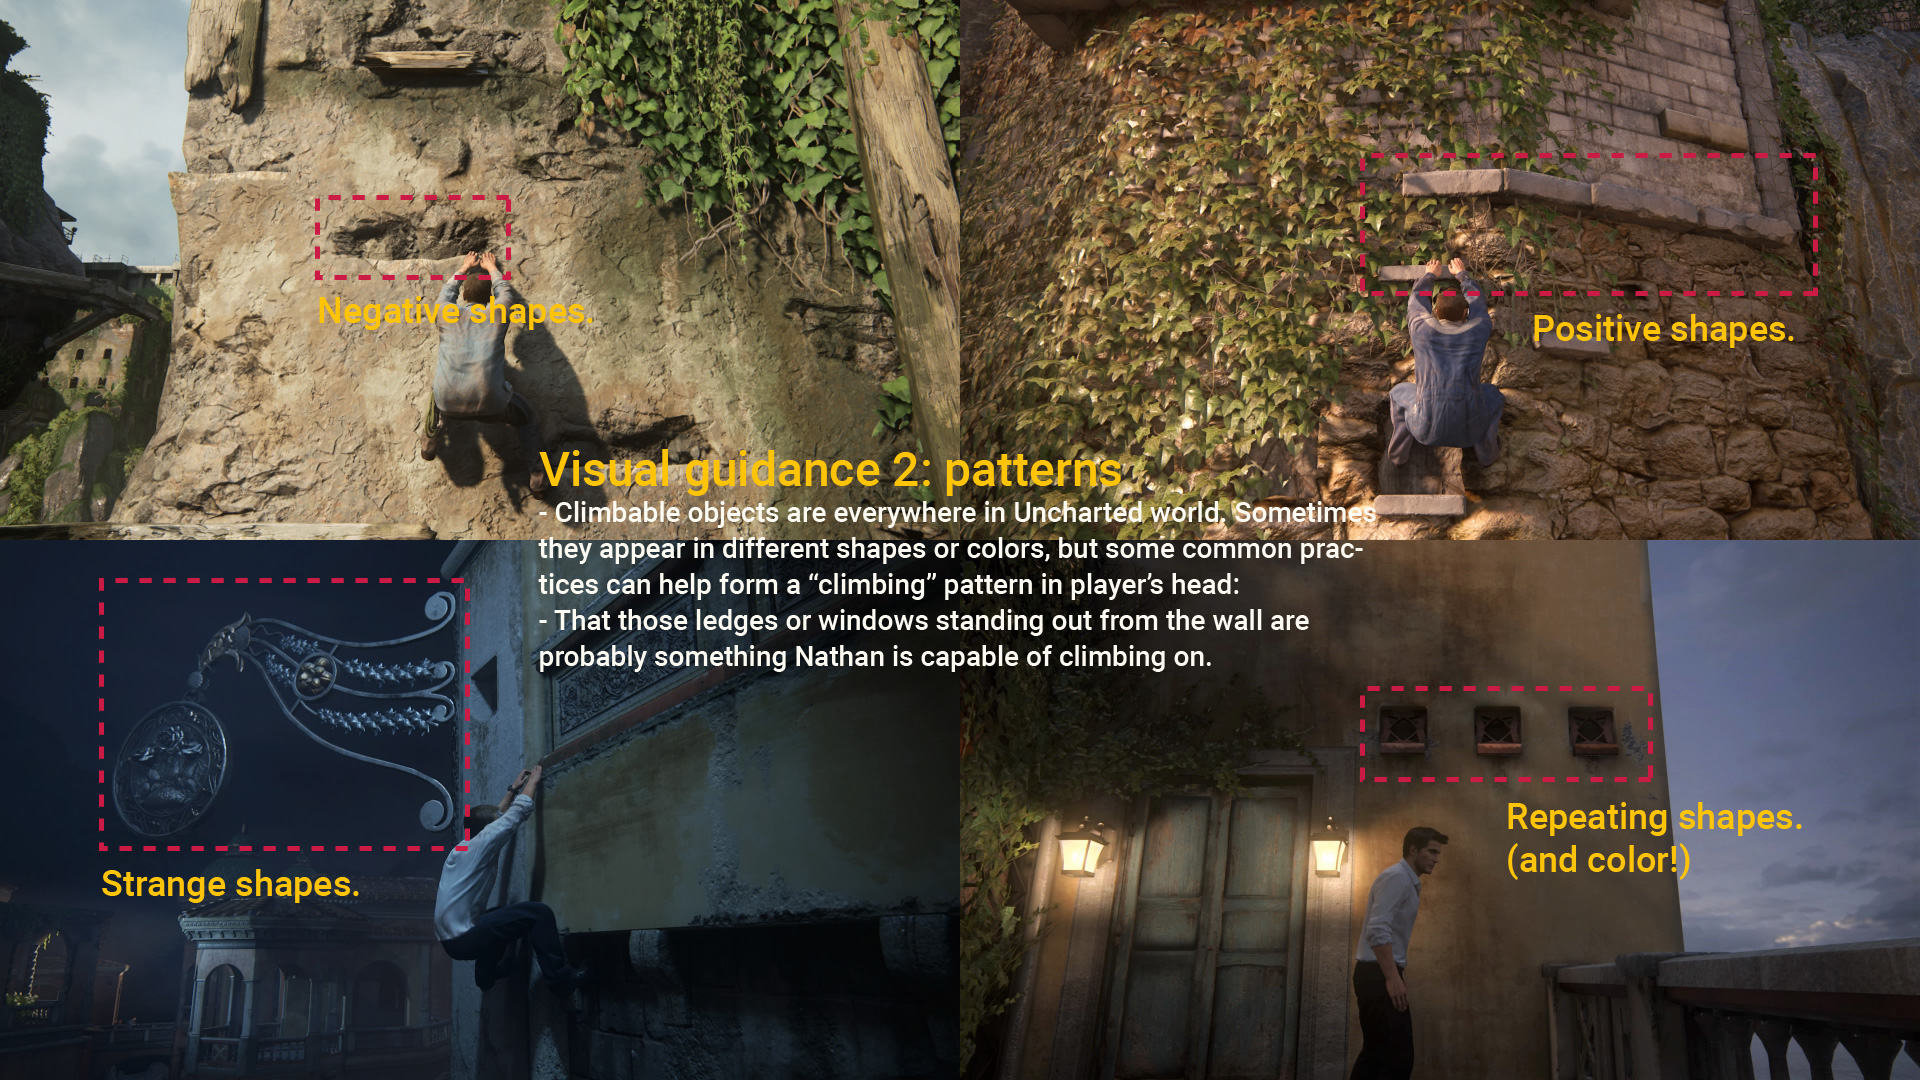 Negative shapes.
Positive shapes.
Visual guidance 2: patterns
- Climbable objects are everywhere in Uncharted world. Sometimes
they appear in different shapes or colors, but some common prac-
tices can help form a “climbing” pattern in player’s head:
- That those ledges or windows standing out from the wall are
probably something Nathan is capable of climbing on.
Strange shapes.
Repeating shapes.
(and color!)